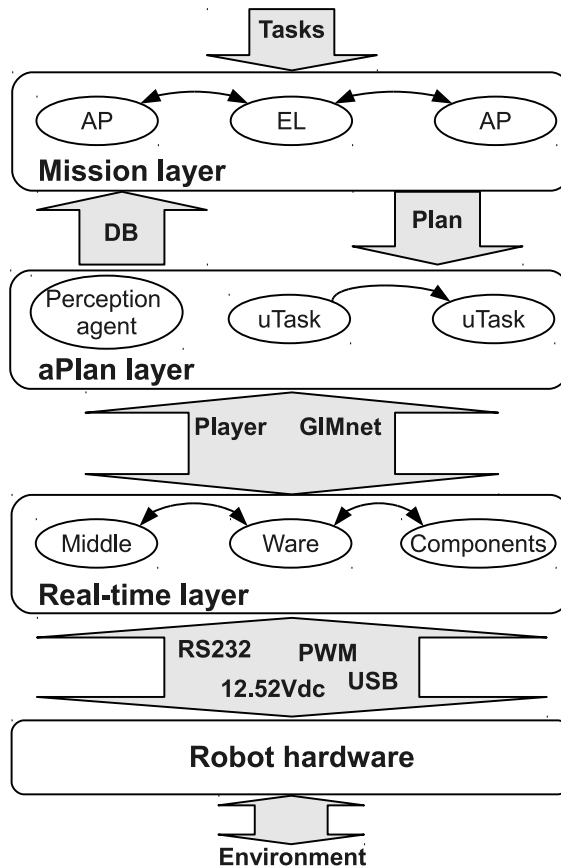 Tasks
AP EL AP
Mission layer
DB Plan
Perception
agent
uTask uTask
aPlan layer
Player GIMnet
Middle Ware Components
Real-time layer
RS232 PWM
12.52Vdc USB
Robot hardware
Environment